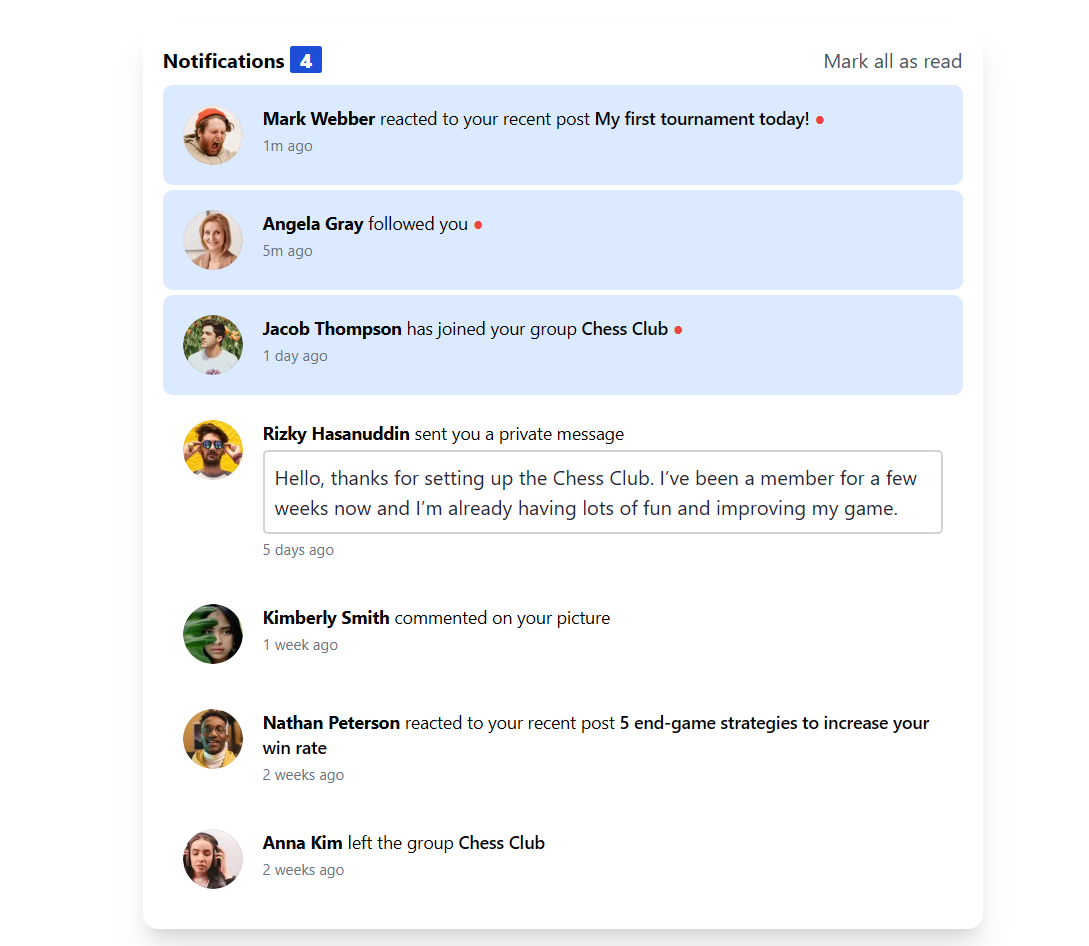 Notifications 4 Mark all as read
Mark Webber reacted to your recent post My first tournament today!
1m ago
Angela Gray followed you
5m ago
Jacob Thompson has joined your group Chess Club
1 day ago
Rizky Hasanuddin sent you a private message
Hello, thanks for setting up the Chess Club. I’ve been a member for a few
weeks now and I’m already having lots of fun and improving my game.
5 days ago
Kimberly Smith commented on your picture
1 week ago
Nathan Peterson reacted to your recent post 5 end-game strategies to increase your
win rate
2 weeks ago
Anna Kim left the group Chess Club
2 weeks ago